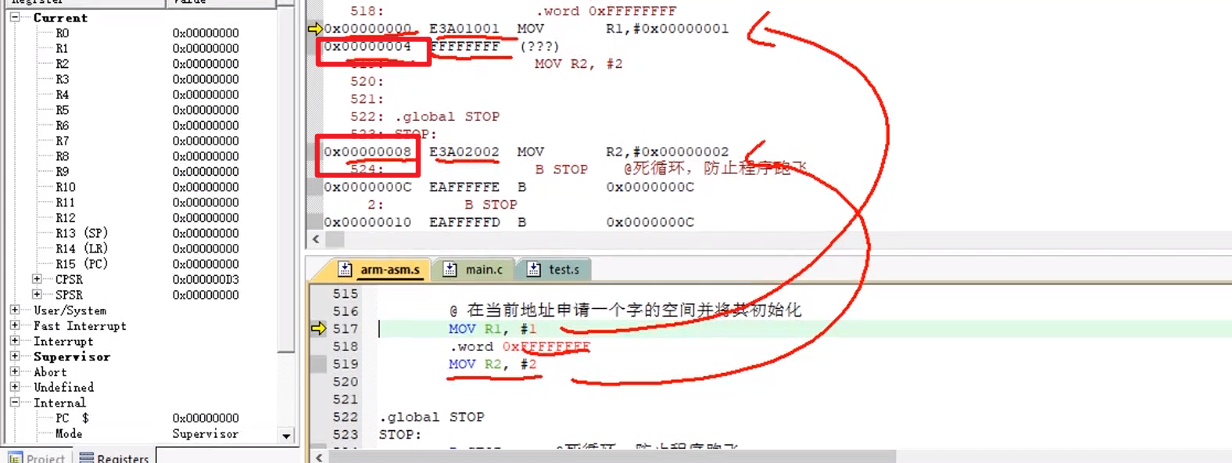 Current
R0 0x00000000
R1 0x00000000
R2 0x00000000
R3 0x00000000
R4 0x00000000
R5 0x00000000
R6 0x00000000
R7 0x00000000
R8 0x00000000
R9 0x00000000
R10 0x00000000
R11 0x00000000
R12 0x00000000
R13 (SP) 0x00000000
R14 (LR) 0x00000000
R15 (PC) 0x00000000
CPSR 0x000000D3
SPSR 0x00000000
User/System
Fast Interrupt
Interrupt
Supervisor
Abort
Undefined
Internal
PC $ 0x00000000
Mode Supervisor
Project Registers
518: .word 0xFFFFFFFF
0x00000000 E3A01001 MOV R1,#0x00000001
0x00000004 FFFFFFFF (???)
MOV R2, #2
520:
521:
522: .global STOP
523: STOP:
0x00000008 E3A02002 MOV R2,#0x00000002
524: B STOP @死循环，防止程序跑飞
0x0000000C EAFFFFFE B 0x0000000C
2: B STOP
0x00000010 EAFFFFFD B 0x0000000C
arm-asm.s main.c test.s
515
516 @ 在当前地址申请一个字的空间并将其初始化
517 MOV R1, #1
518 .word 0xFFFFFFFF
519 MOV R2, #2
520
521
522 .global STOP
523 STOP: